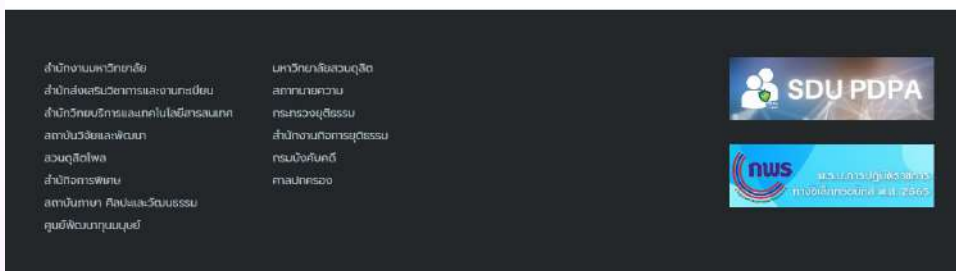 สำนักงานมหาวิทยาลัย
สำนักส่งเสริมวิชาการและงานทะเบียน
สำนักวิทยบริการและเทคโนโลยีสารสนเทศ
สถาบันวิจัยและพัฒนา
สวนดุสิตโพล
สำนักกิจการพิเศษ
สถาบันภาษา ศิลปะและวัฒนธรรม
ศูนย์พัฒนาทุนมนุษย์
มหาวิทยาลัยสวนดุสิต
สภาทนายความ
กระทรวงยุติธรรม
สำนักงานกิจการยุติธรรม
กรมบังคับคดี
ศาลปกครอง
SDU PDPA
กพร
พ.ร.บ.การปฏิบัติราชการ
ทางอิเล็กทรอนิกส์ พ.ศ. 2565